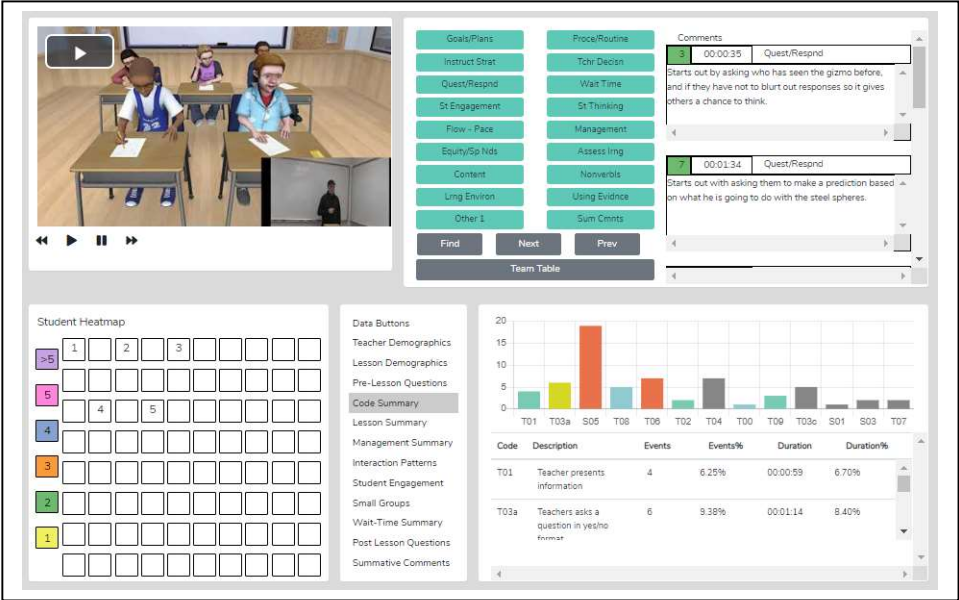 Goals/Plans
Proce/Routine
Instruct Strat
Tchr Decisn
Quest/Respnd
Wait Time
St Engagement
St Thinking
Flow - Pace
Management
Equity/Sp Nds
Assess lrng
Content
Nonverbls
Lrng Environ
Using Evidnce
Other 1
Sum Cmnts
Find
Next
Prev
Team Table
Comments
3 00:00:35 Quest/Respnd
Starts out by asking who has seen the gizmo before,
and if they have not to blurt out responses so it gives
others a chance to think.
7 00:01:34 Quest/Respnd
Starts out with asking them to make a prediction based
on what he is going to do with the steel spheres.
Student Heatmap
1 2 3
>5
5
4 5
4
3
2
1
Data Buttons
Teacher Demographics
Lesson Demographics
Pre-Lesson Questions
Code Summary
Lesson Summary
Management Summary
Interaction Patterns
Student Engagement
Small Groups
Wait-Time Summary
Post Lesson Questions
Summative Comments
20
15
10
5
0
T01 T03a S05 T08 T06 T02 T04 T00 T09 T03c S01 S03 T07
Code Description Events Events% Duration Duration%
T01 Teacher presents 4 6.25% 00:00:59 6.70%
information
T03a Teachers asks a 6 9.38% 00:01:14 8.40%
question in yes/no
format